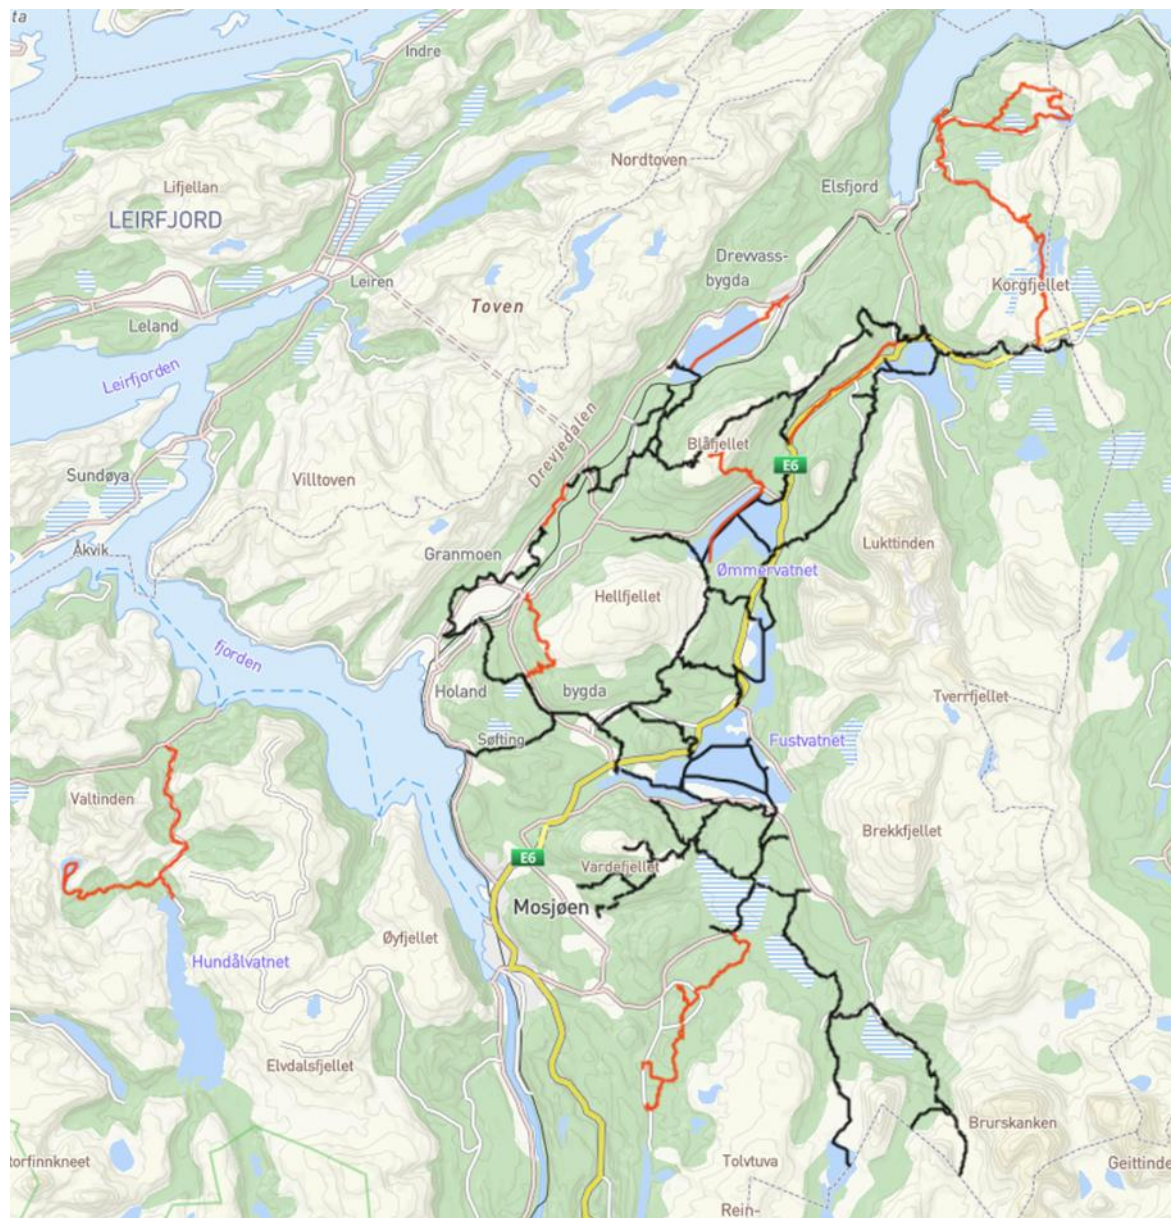 ta
Indre
Nordtoven
Lifjellan
Elsfjord
LEIRFJORD
Drevvass-
bygda
Leiren
Korgfjellet
Toven
Leland
Leirfjorden
Drevjedalen
Blåfjellet
E6
Sundøya
Villtoven
Lukttinden
Åkvik
Granmoen
Ømmervatnet
Hellfjellet
fjorden
Holand
bygda
Tverrfjellet
Søfting
Fustvatnet
Valtinden
Brekkfjellet
E6
Vardefjellet
Mosjøen
Øyfjellet
Hundålvatnet
Elvdalsfjellet
Brurskanken
torfinnkneet
Tolvtuva
Geittinde
Rein-